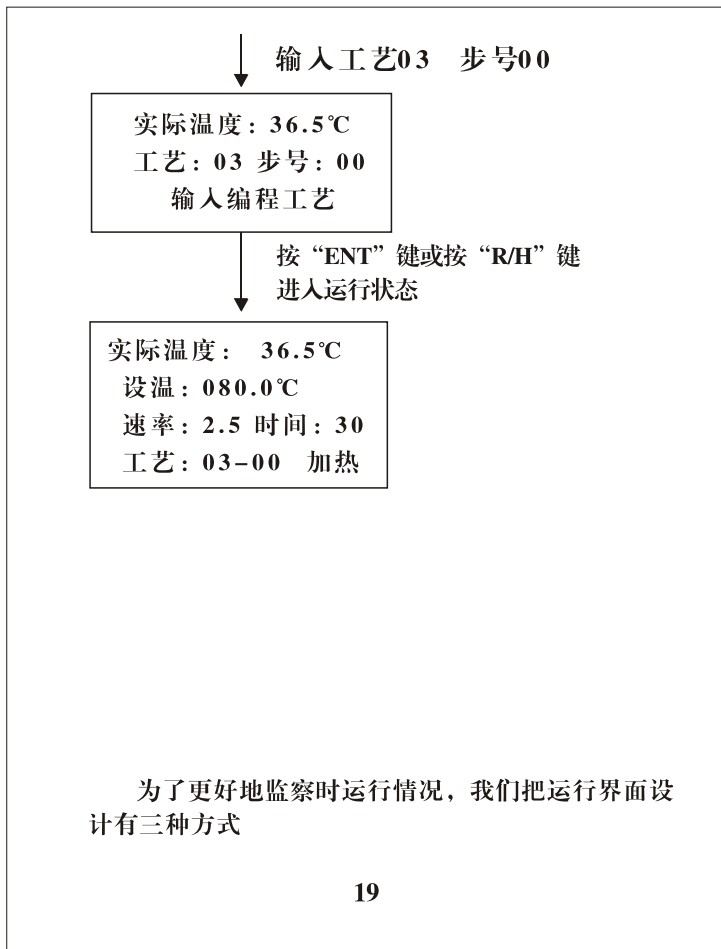 输入工艺03 步号00
实际温度：36.5℃
工艺：03 步号：00
输入编程工艺
按“ENT”键或按“R/H”键
进入运行状态
实际温度： 36.5℃
设温：080.0℃
速率：2.5 时间：30
工艺：03-00 加热
为了更好地监察时运行情况，我们把运行界面设
计有三种方式
19